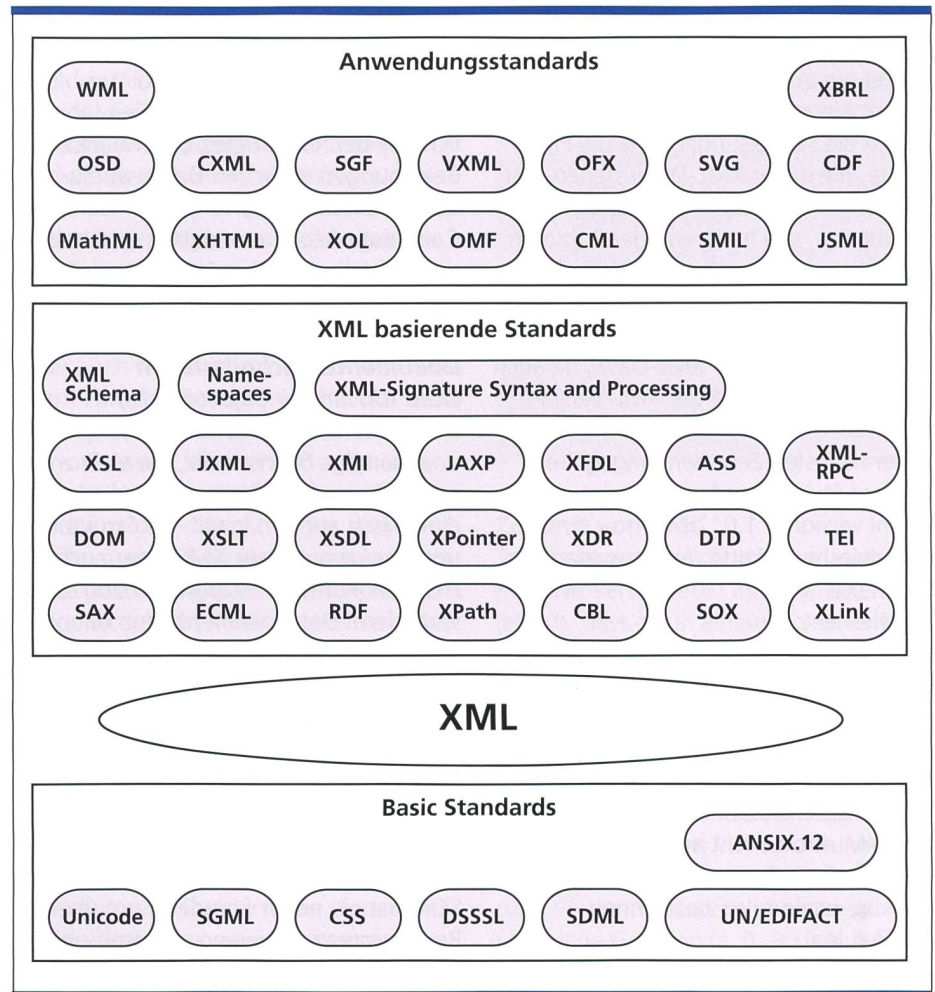 Anwendungsstandards
WML XBRL
OSD CXML SGF VXML OFX SVG CDF
MathML XHTML XOL OMF CML SMIL JSML
XML basierende Standards
XML
Schema
Name-
spaces
XML-Signature Syntax and Processing
XSL JXML XMI JAXP XFDL ASS
XML-
RPC
DOM XSLT XSDL XPointer XDR DTD TEI
SAX ECML RDF XPath CBL SOX XLink
XML
Basic Standards
ANSIX.12
Unicode SGML CSS DSSSL SDML UN/EDIFACT